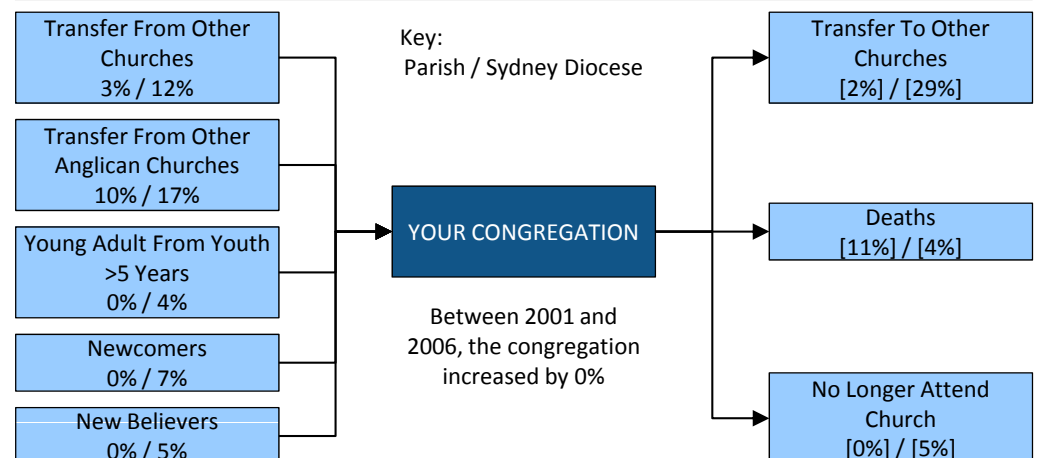 Transfer From Other
Churches
3% / 12%
Transfer From Other
Anglican Churches
10% / 17%
Young Adult From Youth
>5 Years
0% / 4%
Newcomers
0% / 7%
New Believers
0% / 5%
Key:
Parish / Sydney Diocese
YOUR CONGREGATION
Between 2001 and
2006, the congregation
increased by 0%
Transfer To Other
Churches
[2%] / [29%]
Deaths
[11%] / [4%]
No Longer Attend
Church
[0%] / [5%]